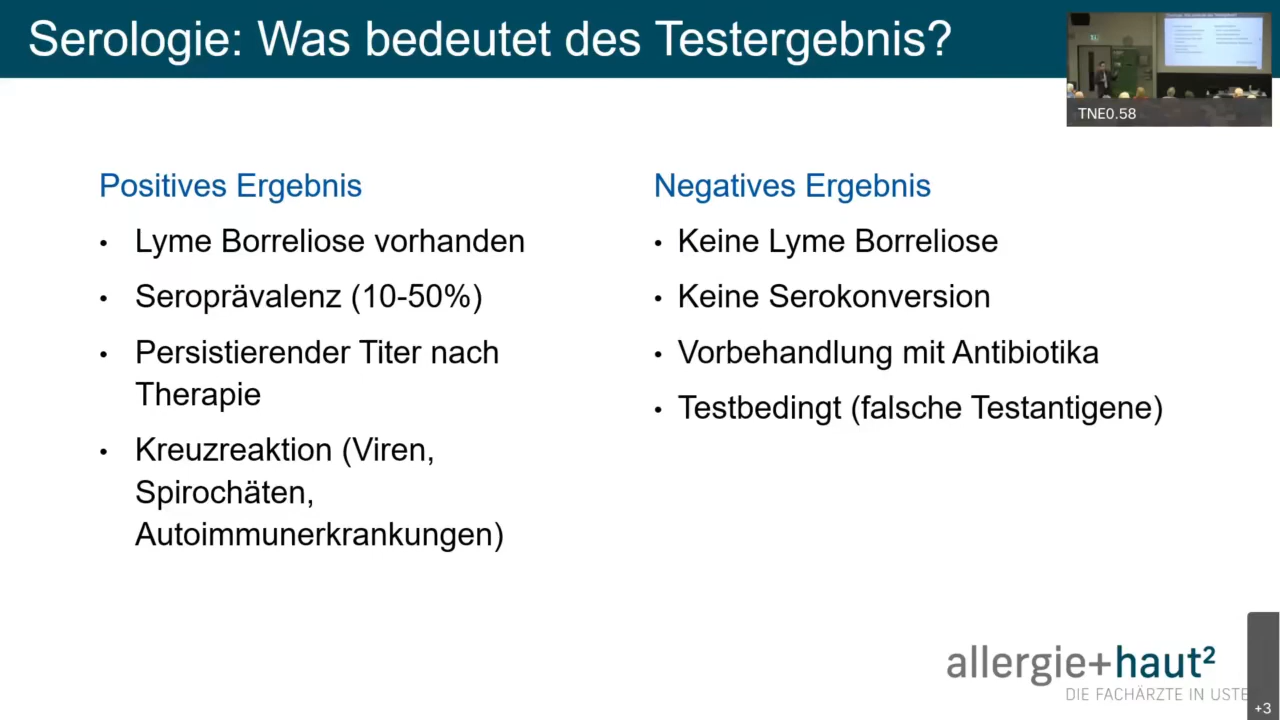 Serologie: Was bedeutet des Testergebnis?
TNE0.58
Positives Ergebnis
• Lyme Borreliose vorhanden
• Seroprävalenz (10-50%)
• Persistierender Titer nach
Therapie
• Kreuzreaktion (Viren,
Spirochäten,
Autoimmunerkrankungen)
Negatives Ergebnis
• Keine Lyme Borreliose
• Keine Serokonversion
• Vorbehandlung mit Antibiotika
• Testbedingt (falsche Testantigene)
allergie+haut²
DIE FACHÄRZTE IN USTE
+3